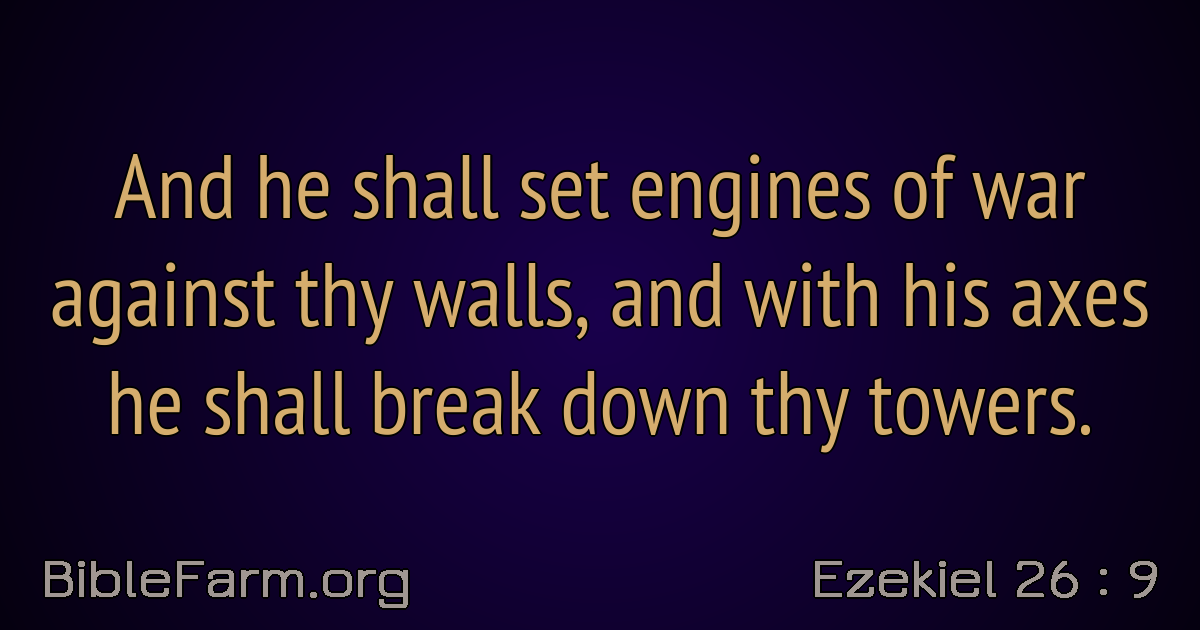 And he shall set engines of war
against thy walls, and with his axes
he shall break down thy towers.
BibleFarm.org
Ezekiel 26 : 9